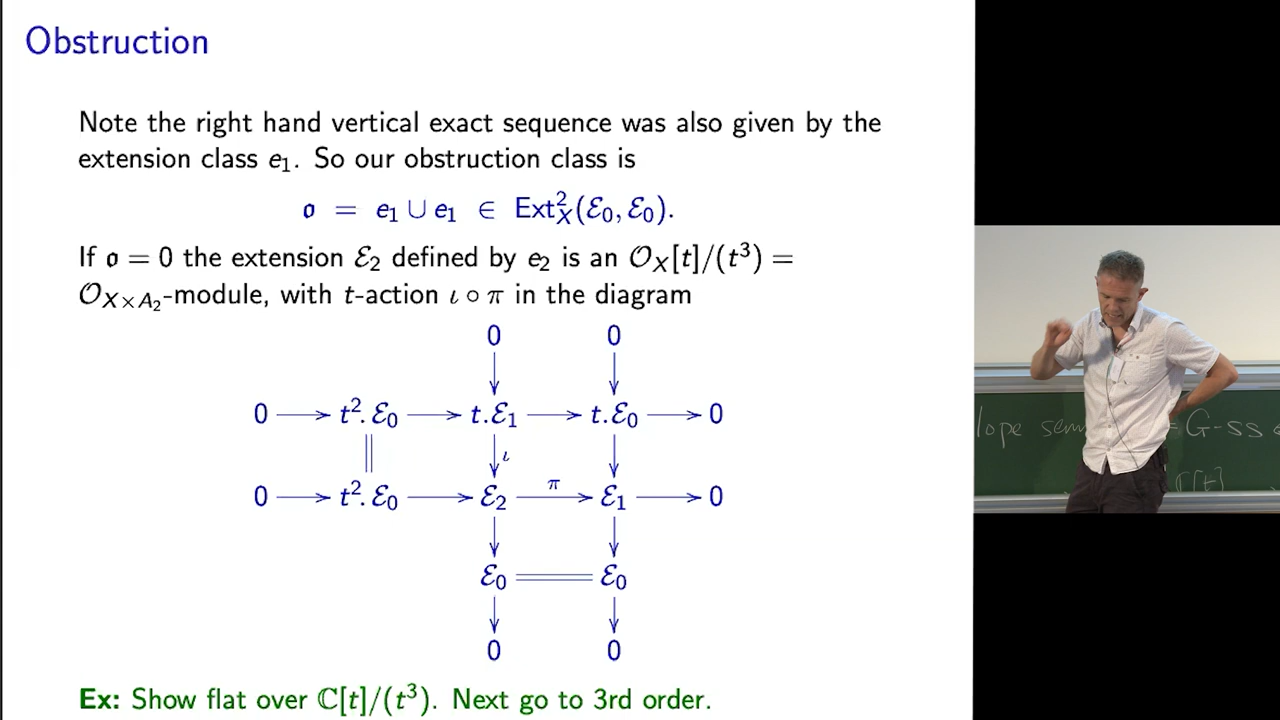 Obstruction
Note the right hand vertical exact sequence was also given by the
extension class e₁. So our obstruction class is
𝔬 = e₁ ∪ e₁ ∈ Ext²_X(ℰ₀, ℰ₀).
If 𝔬 = 0 the extension ℰ₂ defined by e₂ is an 𝒪_X[t]/(t³) =
𝒪_{X×A₂}-module, with t-action ι ∘ π in the diagram
0 0
0 → t².ℰ₀ → t.ℰ₁ → t.ℰ₀ → 0
ι
0 → t².ℰ₀ → ℰ₂ π→ ℰ₁ → 0
ℰ₀ = ℰ₀
0 0
Ex: Show flat over ℂ[t]/(t³). Next go to 3rd order.
lope sem G-ss
ℂ[t]